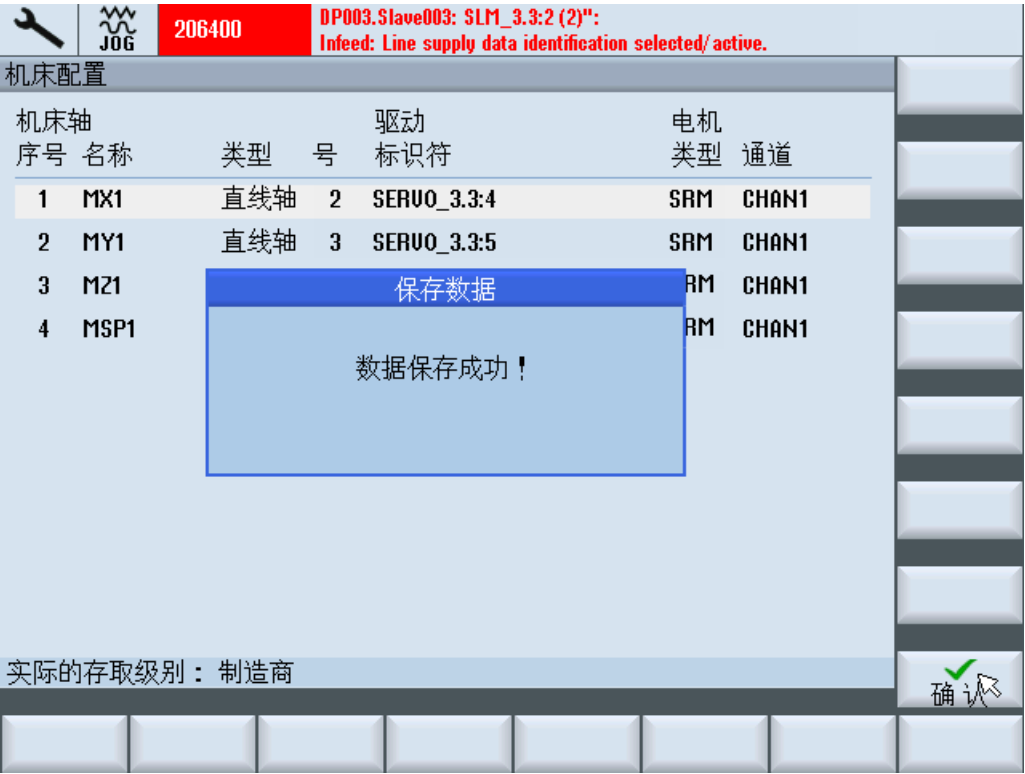 JOG
206400
DP003.Slave003: SLM_3.3:2 (2)":
Infeed: Line supply data identification selected/active.
机床配置
机床轴 驱动 电机
序号 名称 类型 号 标识符 类型 通道
1 MX1 直线轴 2 SERVO_3.3:4 SRM CHAN1
2 MY1 直线轴 3 SERVO_3.3:5 SRM CHAN1
3 MZ1 RM CHAN1
4 MSP1 RM CHAN1
保存数据
数据保存成功!
实际的存取级别: 制造商
确认